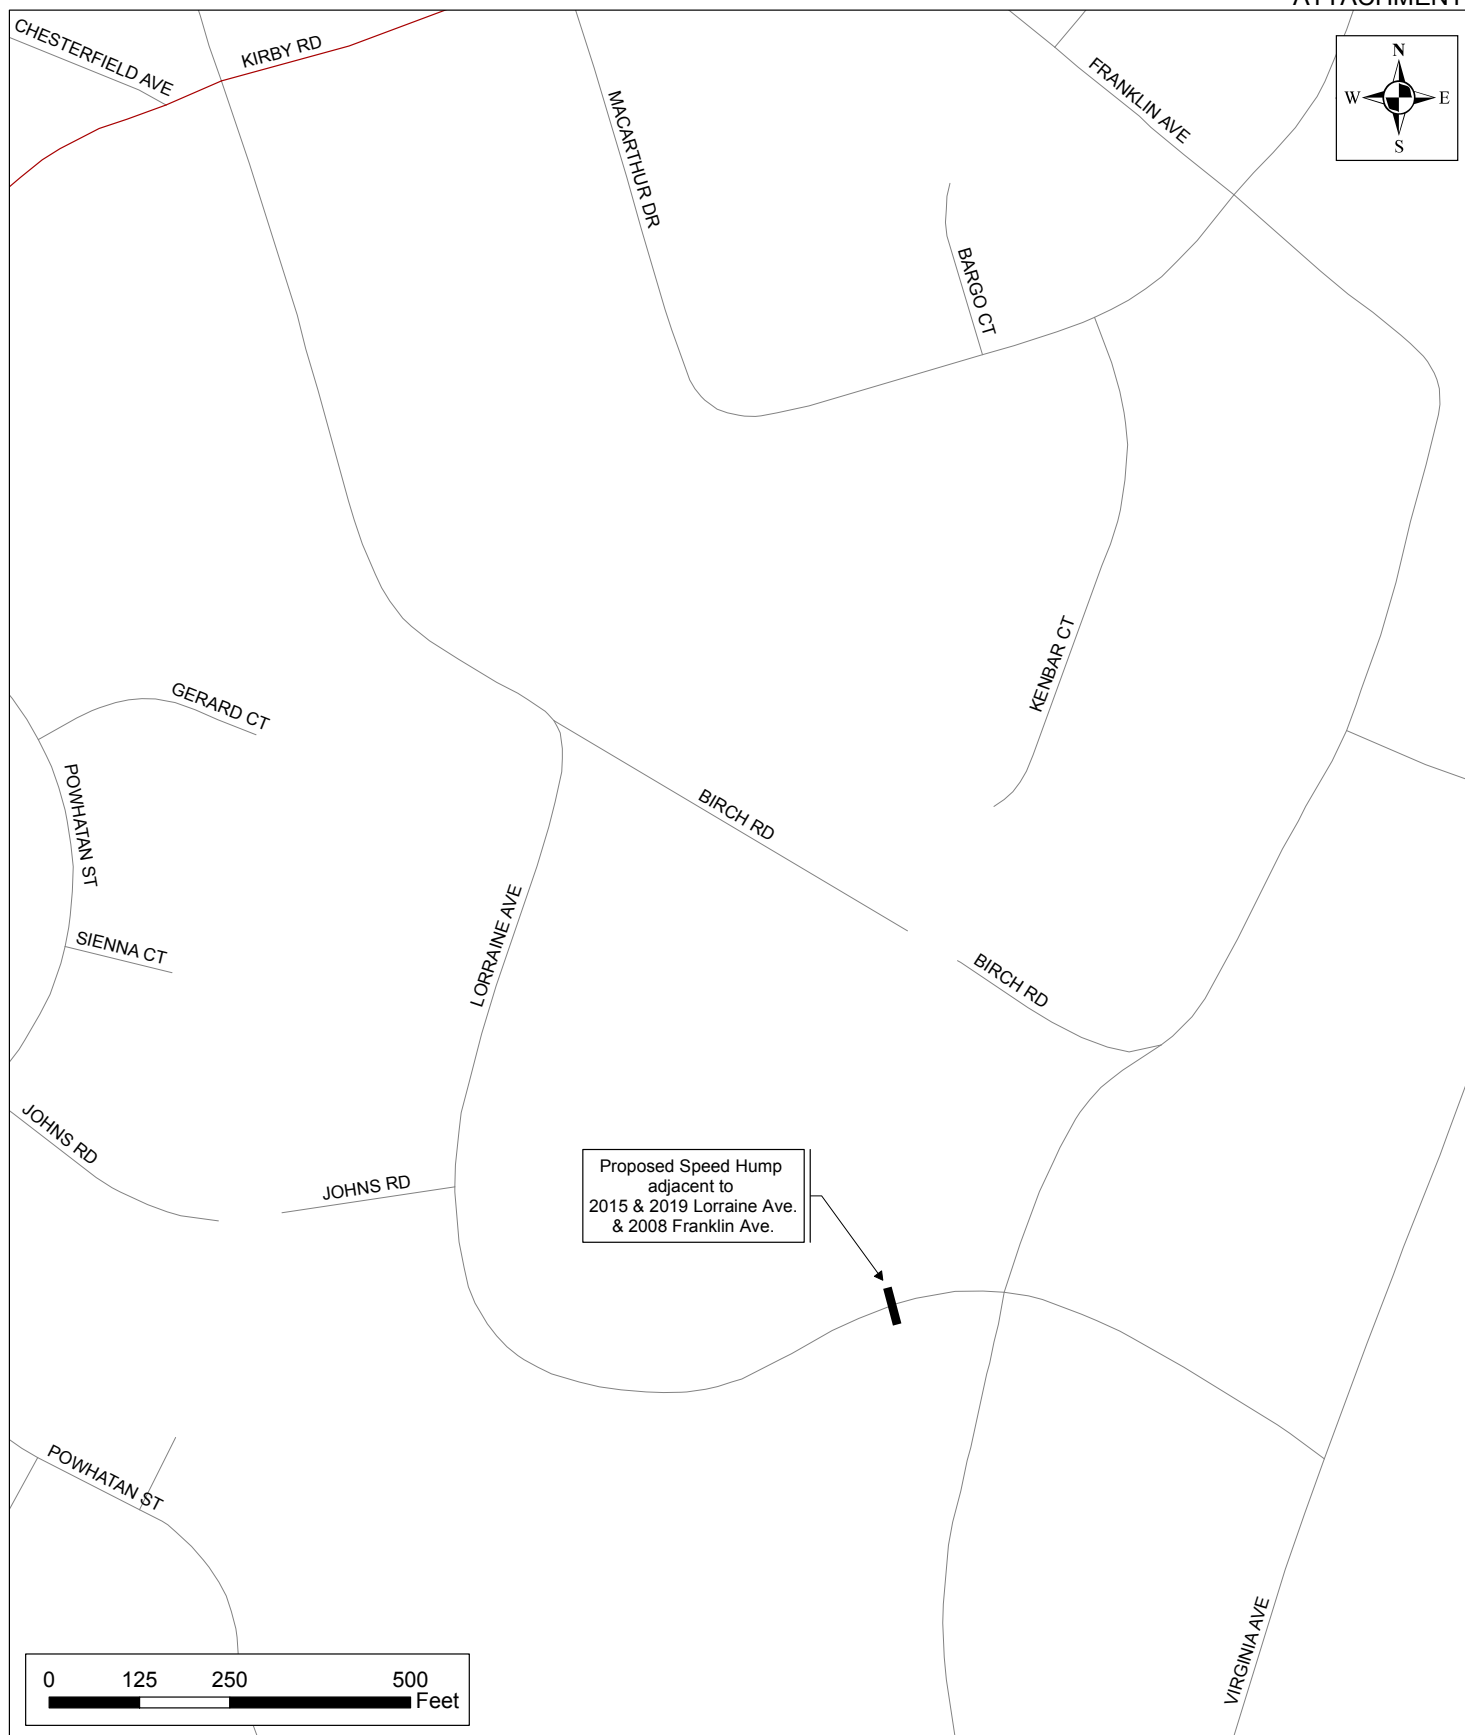 ATTACHMENT
CHESTERFIELD AVE
KIRBY RD
MACARTHUR DR
FRANKLIN AVE
N
W E
S
BARGO CT
KENBAR CT
GERARD CT
POWHATAN ST
BIRCH RD
LORRAINE AVE
SIENNA CT
BIRCH RD
JOHNS RD
JOHNS RD
Proposed Speed Hump
adjacent to
2015 & 2019 Lorraine Ave.
& 2008 Franklin Ave.
POWHATAN ST
VIRGINIA AVE
0 125 250 500
Feet